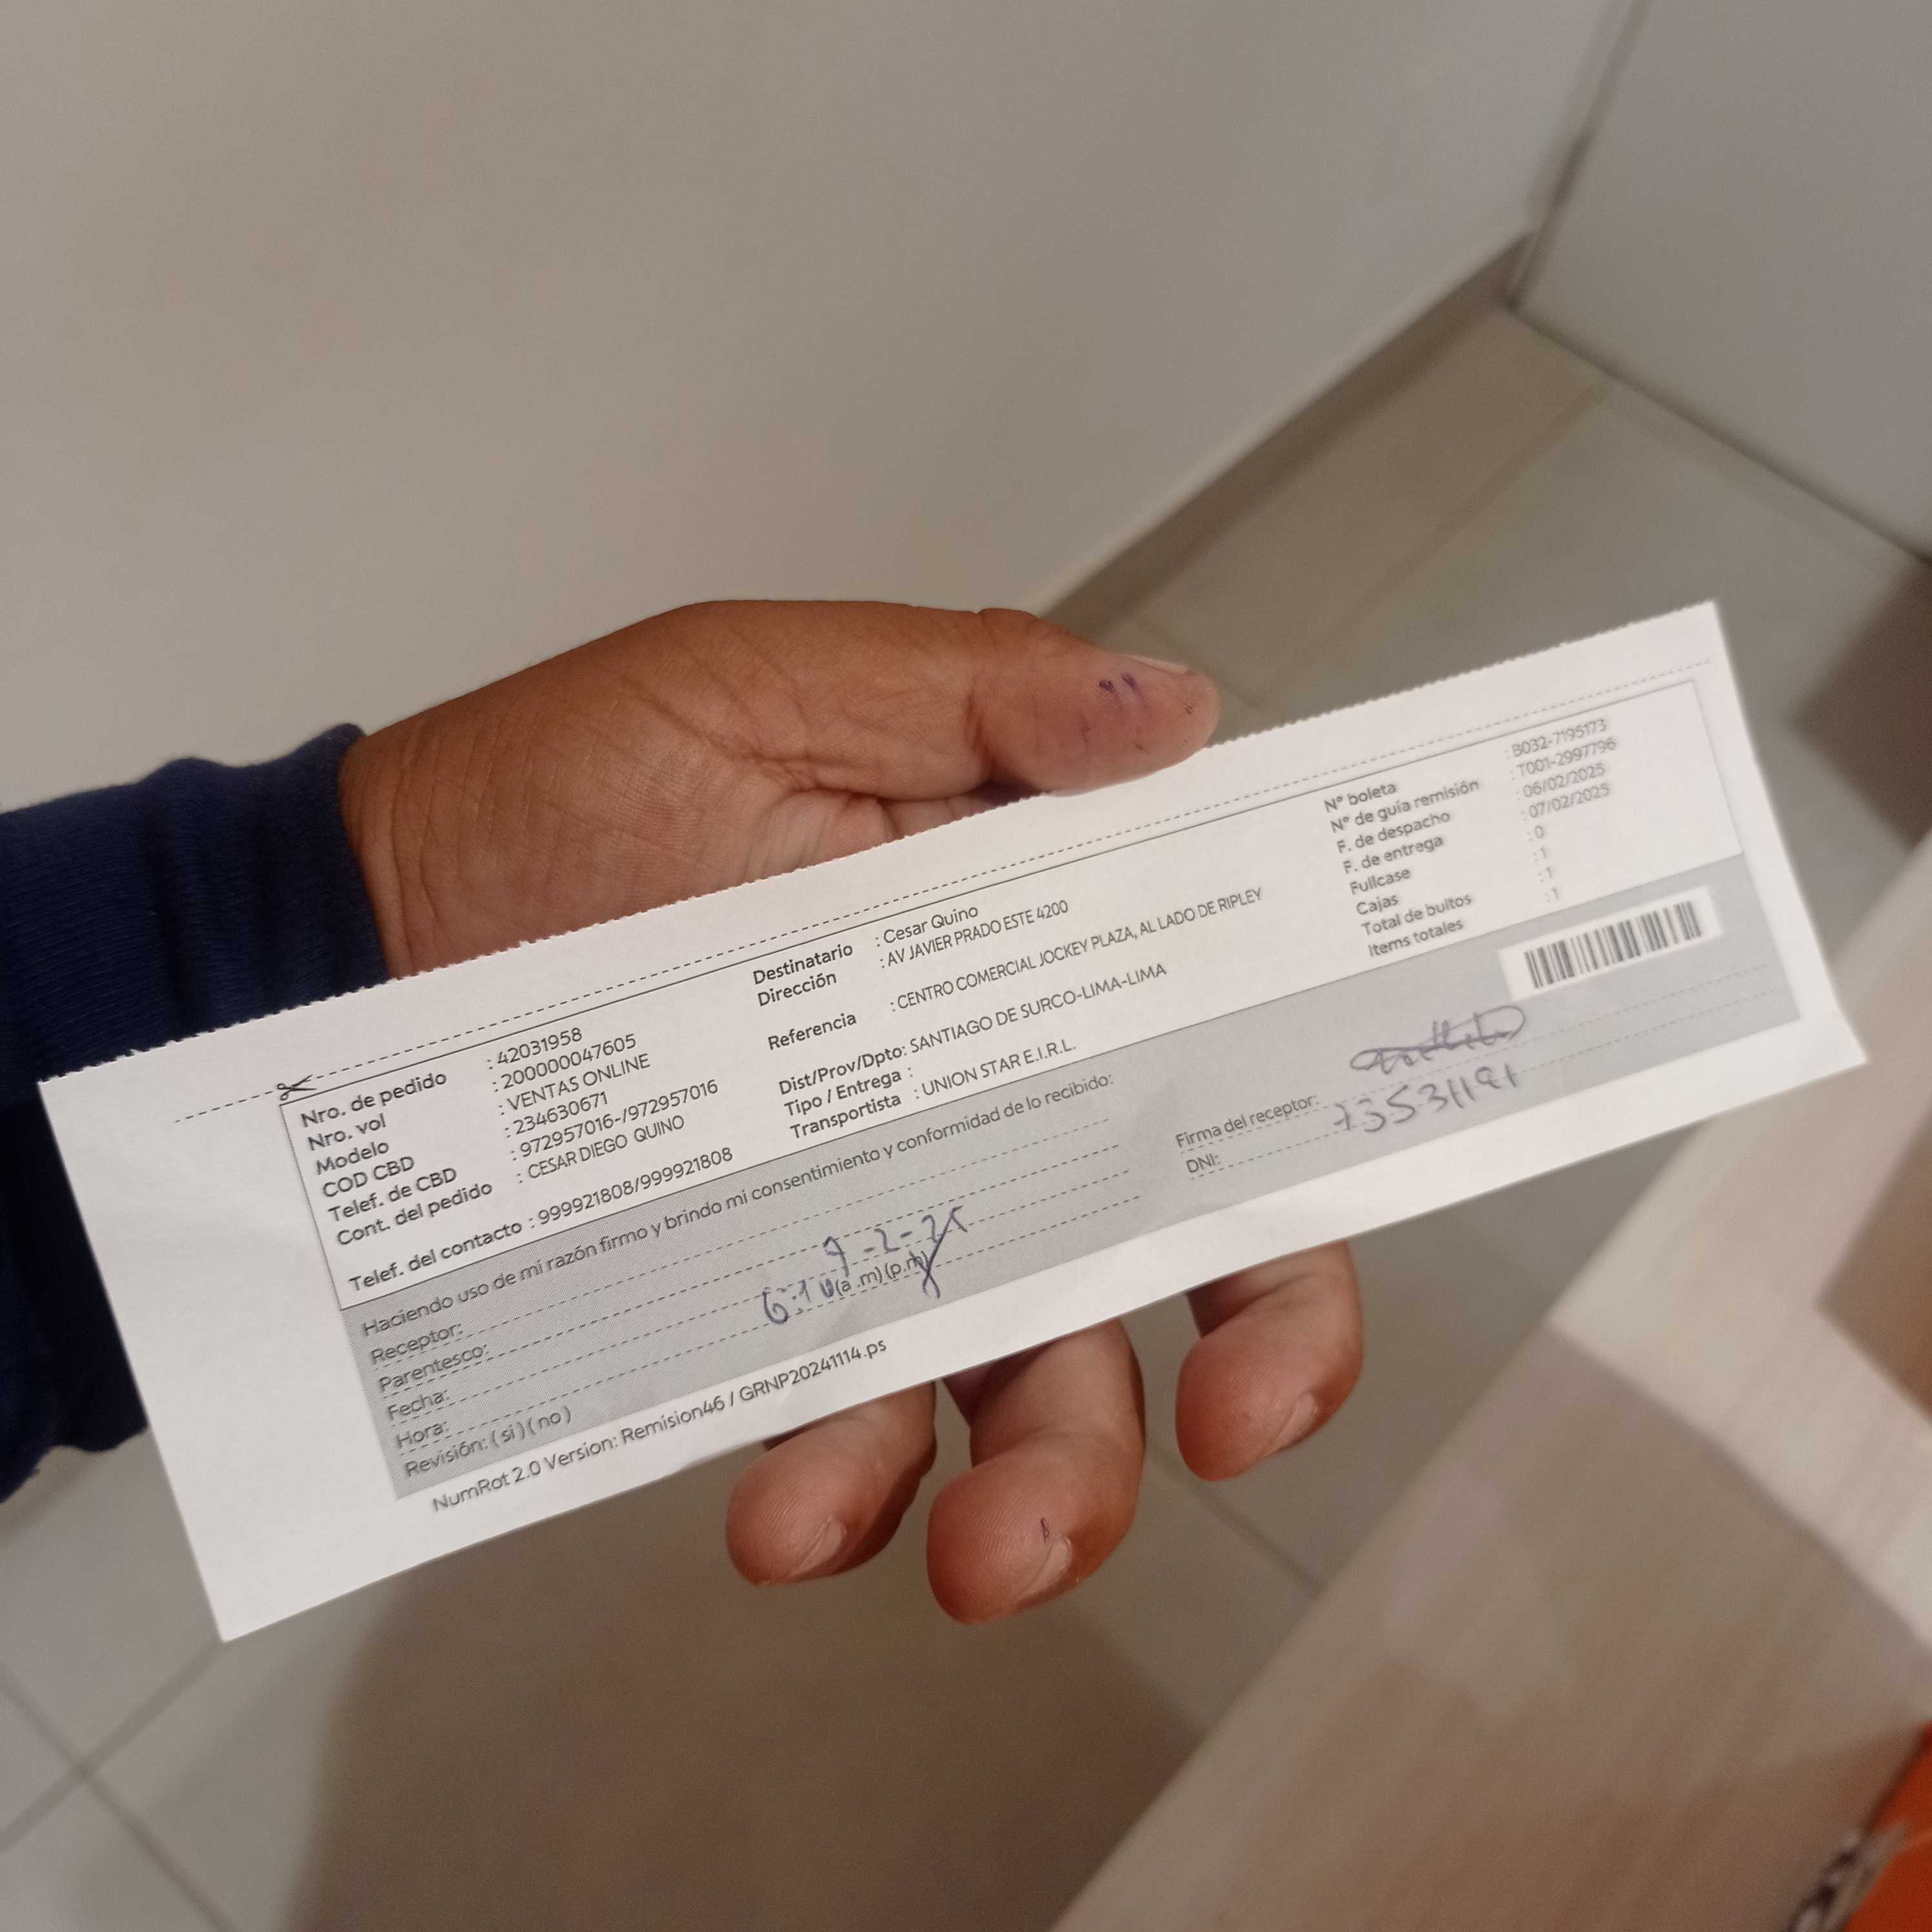 Nro. de pedido : 42031958
Nro. vol : 200000047605
Modelo : VENTAS ONLINE
COD CBD : 234630671
Telef. de CBD : 972957016-/972957016
Cont. del pedido : CESAR DIEGO QUINO
Telef. del contacto : 999921808/999921808
Destinatario : Cesar Quino
Dirección : AV JAVIER PRADO ESTE 4200
Referencia : CENTRO COMERCIAL JOCKEY PLAZA, AL LADO DE RIPLEY
Dist/Prov/Dpto: SANTIAGO DE SURCO-LIMA-LIMA
Tipo / Entrega :
Transportista : UNION STAR E.I.R.L.
N° boleta : B032-7195173
N° de guía remisión : T001-2997796
F. de despacho : 06/02/2025
F. de entrega : 07/02/2025
Fullcase : 0
Cajas : 1
Total de bultos : 1
Items totales : 1
Haciendo uso de mi razón firmo y brindo mi consentimiento y conformidad de lo recibido:
Receptor:
Parentesco:
Fecha: 7-2-25
Hora: 6:10 (a .m) (p.m)
Revisión: ( si ) ( no )
Firma del receptor:
DNI: 73531191
NumRot 2.0 Version: Remision46 / GRNP20241114.ps